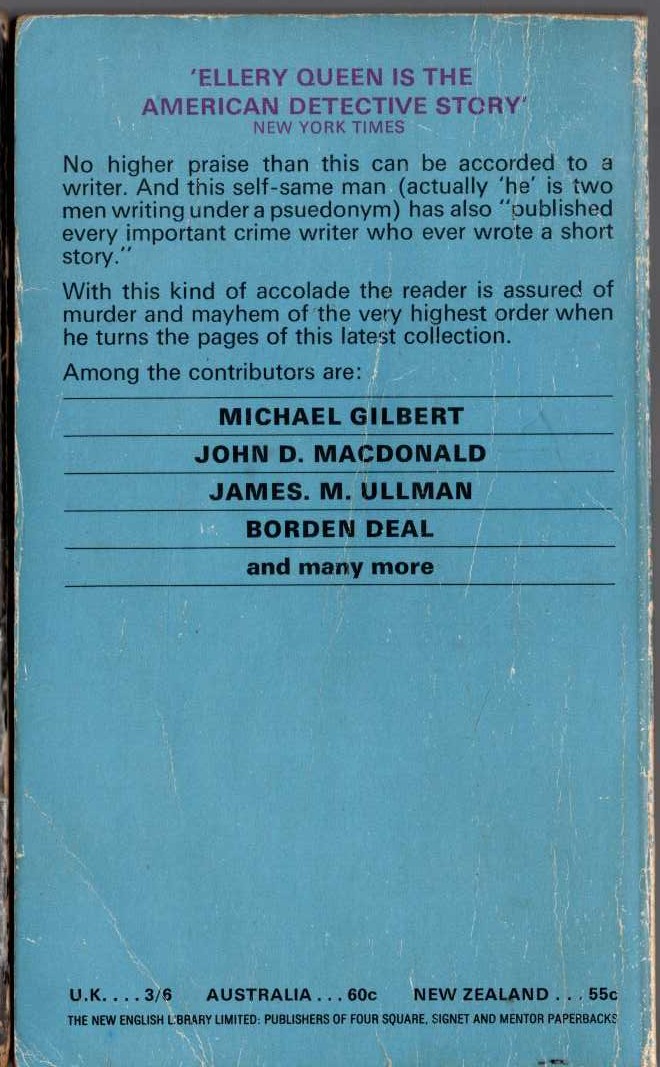 'ELLERY QUEEN IS THE
AMERICAN DETECTIVE STORY'
NEW YORK TIMES
No higher praise than this can be accorded to a
writer. And this self-same man (actually 'he' is two
men writing under a psuedonym) has also "published
every important crime writer who ever wrote a short
story."
With this kind of accolade the reader is assured of
murder and mayhem of the very highest order when
he turns the pages of this latest collection.
Among the contributors are:
MICHAEL GILBERT
JOHN D. MACDONALD
JAMES. M. ULLMAN
BORDEN DEAL
and many more
U.K. . . . 3/6 AUSTRALIA . . . 60c NEW ZEALAND . . . 55c
THE NEW ENGLISH LIBRARY LIMITED: PUBLISHERS OF FOUR SQUARE, SIGNET AND MENTOR PAPERBACKS